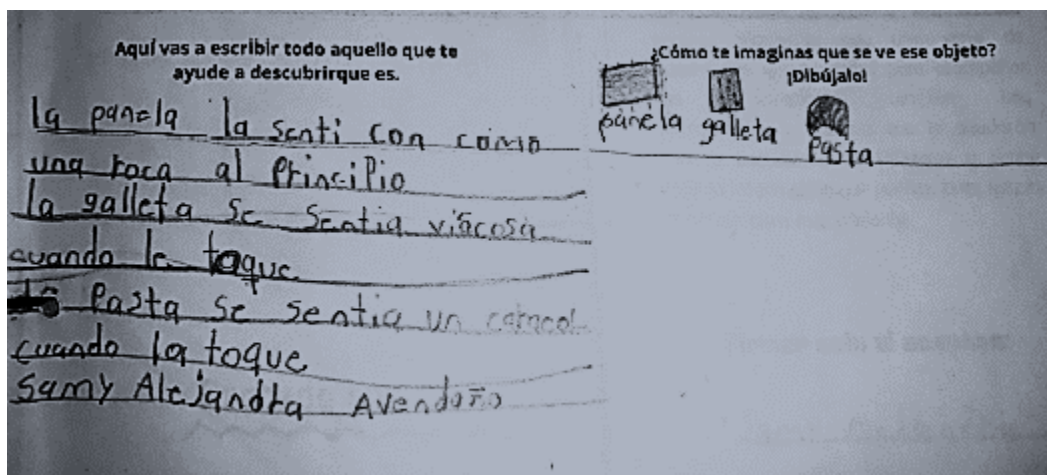 Aquí vas a escribir todo aquello que te
ayude a descubrirque es.
la panela la senti con como
una roca al Principio
la galleta se sentia viscosa
cuando le toque
Pasta se sentia un caracol
cuando la toque
Samy Alejandra Avendaño
¿Cómo te imaginas que se ve ese objeto?
¡Dibújalo!
panela galleta Pasta